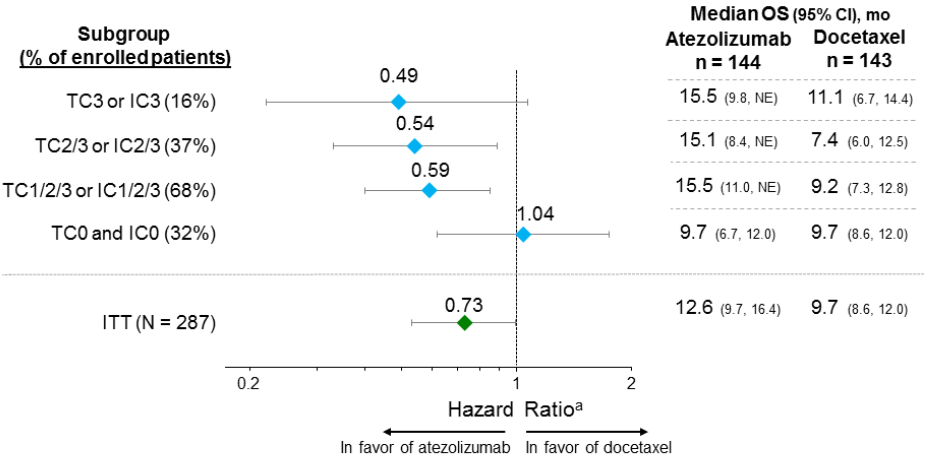 Median OS (95% CI), mo
Subgroup
(% of enrolled patients)
Atezolizumab Docetaxel
n = 144 n = 143
0.49
TC3 or IC3 (16%) 15.5 (9.8, NE) 11.1 (6.7, 14.4)
0.54
TC2/3 or IC2/3 (37%) 15.1 (8.4, NE) 7.4 (6.0, 12.5)
0.59
TC1/2/3 or IC1/2/3 (68%) 15.5 (11.0, NE) 9.2 (7.3, 12.8)
1.04
TC0 and IC0 (32%) 9.7 (6.7, 12.0) 9.7 (8.6, 12.0)
0.73
ITT (N = 287) 12.6 (9.7, 16.4) 9.7 (8.6, 12.0)
0.2 1 2
Hazard Ratioᵃ
In favor of atezolizumab In favor of docetaxel